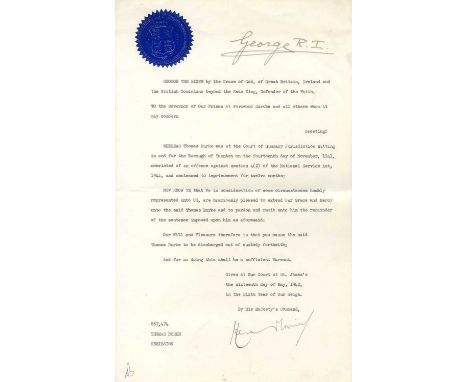 George R.I.
GEORGE THE SIXTH by the Grace of God, of Great Britain, Ireland and
the British Dominions beyond the Seas King, Defender of the Faith,
TO the Governor of Our Prison at Wormwood Scrubs and all others whom it
may concern
Greeting!
WHEREAS Thomas Burke was at the Court of Summary Jurisdiction sitting
in and for the Borough of on the Fourteenth day of November, 1941,
convicted of an offence against section 4(2) of the National Service Act,
1941, and sentenced to imprisonment for twelve months;
NOW KNOW YE that We in consideration of some circumstances humbly
represented unto Us, are graciously pleased to extend Our Grace and Mercy
unto the said Thomas Burke and to pardon and remit unto him the remainder
of the sentence imposed upon him as aforesaid;
Our Will and Pleasure therefore is that you cause the said
Thomas Burke to be discharged out of custody forthwith;
And for so doing this shall be a sufficient Warrant.
Given at Our Court at St. James's
the sixteenth day of May, 1942,
in the Sixth Year of Our Reign.
By His Majesty's Command,
THOMAS BURKE